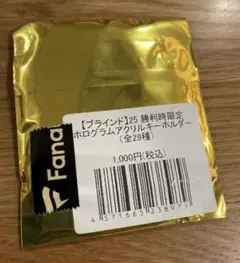 Fana
【ブラインド】25 勝利時限定
ホログラムアクリルキーホルダー
(全29種)
1,000円(税込)
4571665238979